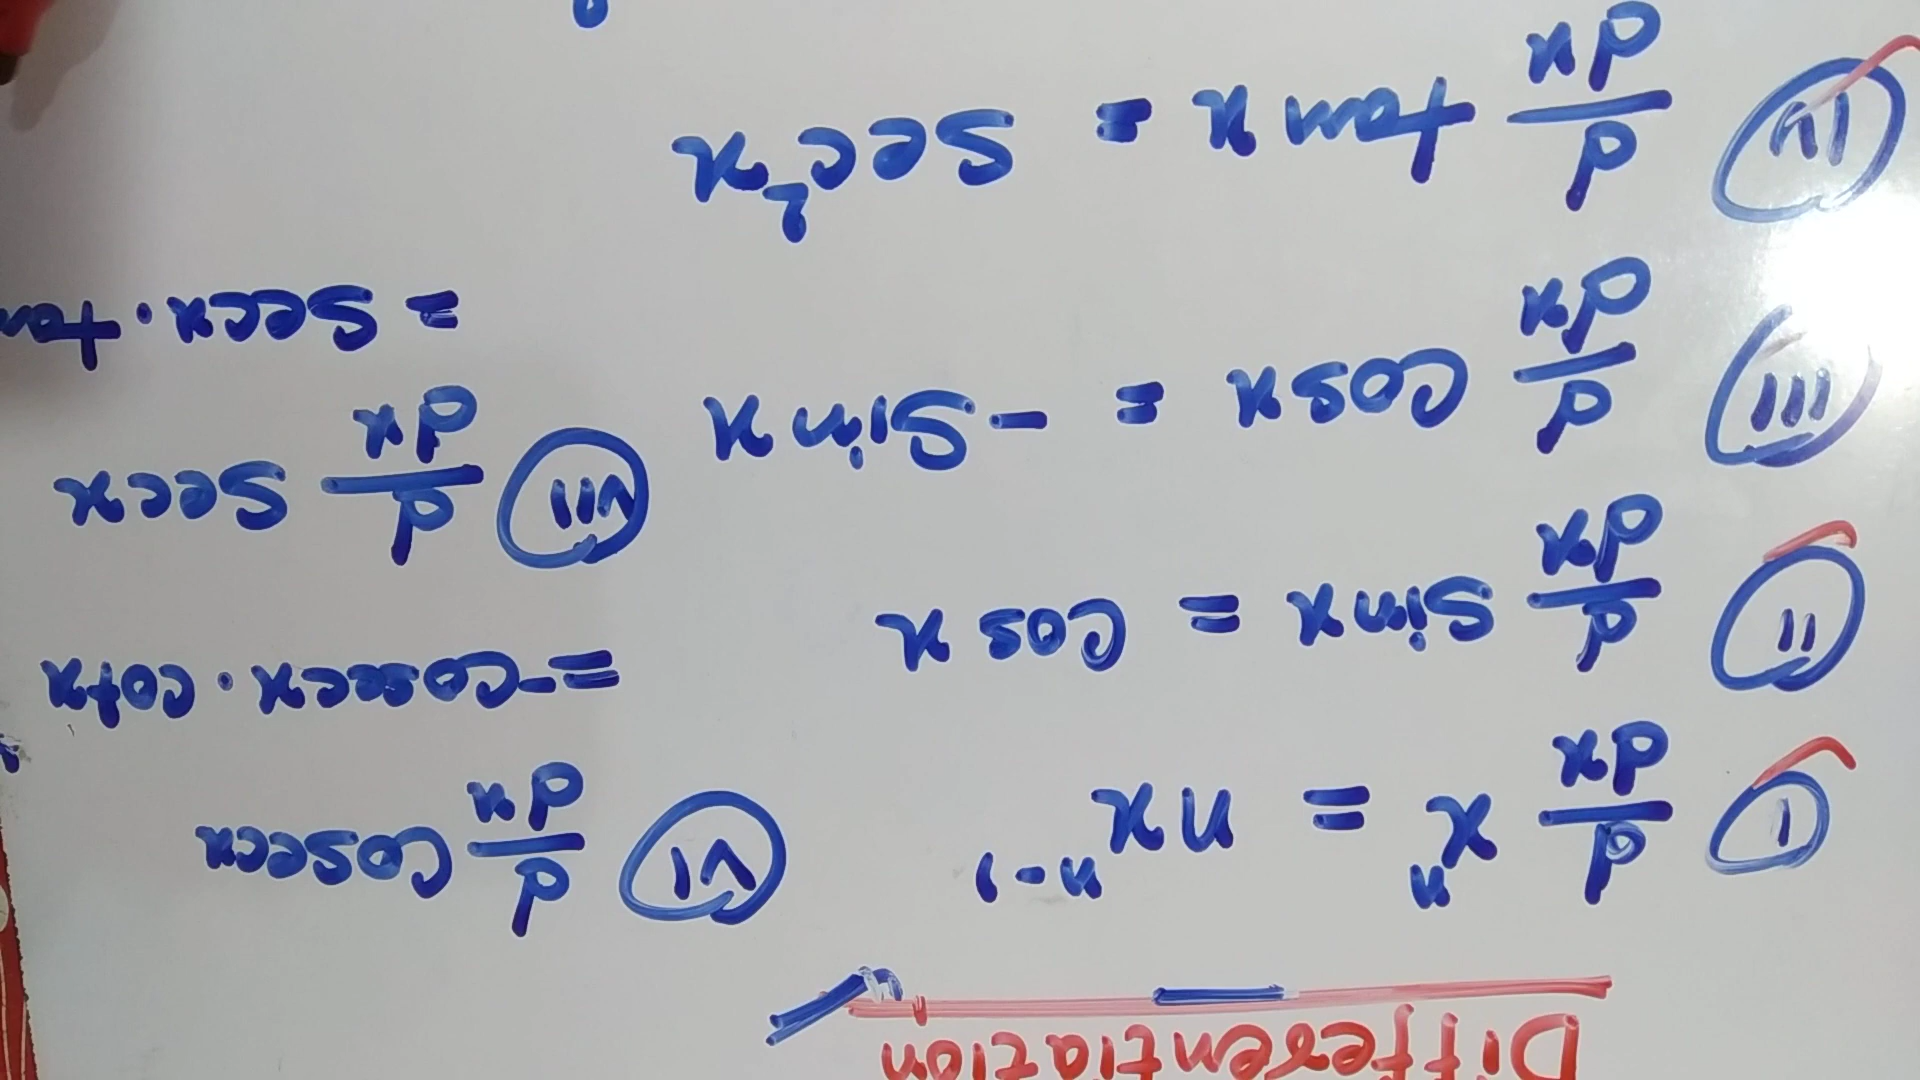 Differentiation
(i) d/dx xⁿ = nxⁿ⁻¹
(ii) d/dx sinx = cos x
(iii) d/dx cosx = -sin x
(iv) d/dx tan x = sec²x
(vi) d/dx cosecx
= -cosecx · cotx
(vii) d/dx secx
= secx · tan